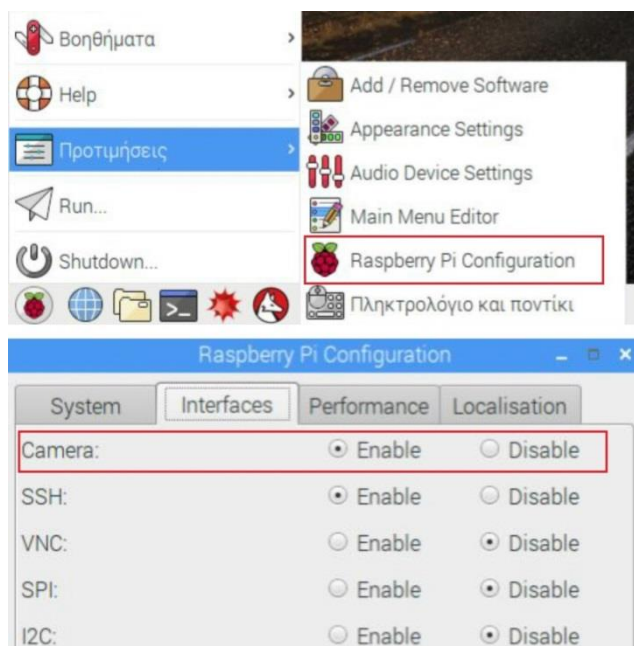 Βοηθήματα
Help
Προτιμήσεις
Run...
Shutdown...
Add / Remove Software
Appearance Settings
Audio Device Settings
Main Menu Editor
Raspberry Pi Configuration
Πληκτρολόγιο και ποντίκι
Raspberry Pi Configuration
System Interfaces Performance Localisation
Camera: Enable Disable
SSH: Enable Disable
VNC: Enable Disable
SPI: Enable Disable
I2C: Enable Disable